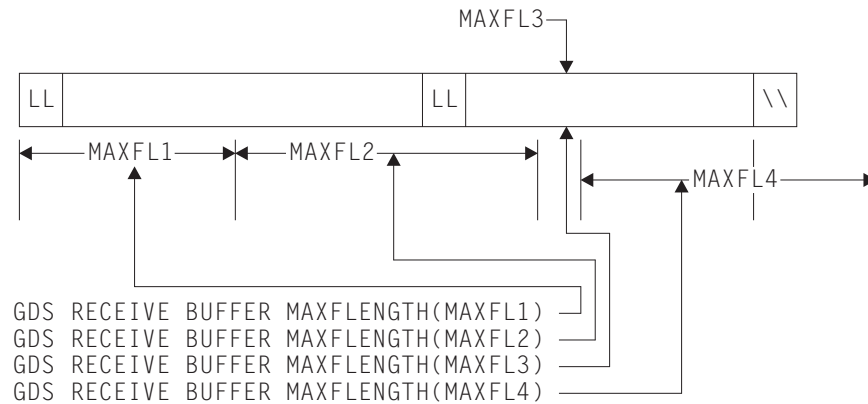 MAXFL3
LL LL \\
MAXFL1 MAXFL2 MAXFL4
GDS RECEIVE BUFFER MAXFLENGTH(MAXFL1)
GDS RECEIVE BUFFER MAXFLENGTH(MAXFL2)
GDS RECEIVE BUFFER MAXFLENGTH(MAXFL3)
GDS RECEIVE BUFFER MAXFLENGTH(MAXFL4)